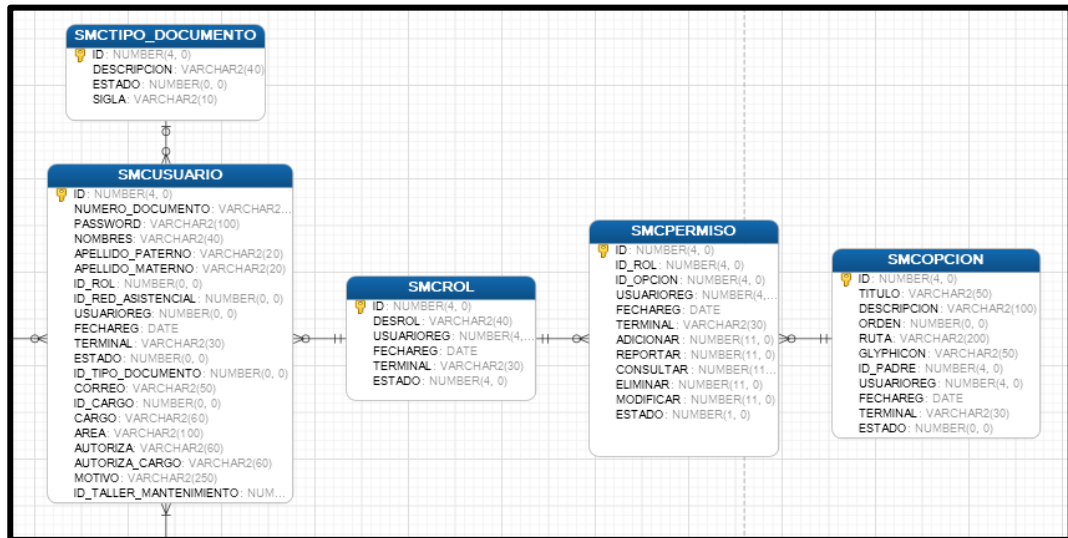 SMCTIPO_DOCUMENTO
ID: NUMBER(4, 0)
DESCRIPCION: VARCHAR2(40)
ESTADO: NUMBER(0, 0)
SIGLA: VARCHAR2(10)
SMCUSUARIO
ID: NUMBER(4, 0)
NUMERO_DOCUMENTO: VARCHAR2...
PASSWORD: VARCHAR2(100)
NOMBRES: VARCHAR2(40)
APELLIDO_PATERNO: VARCHAR2(20)
APELLIDO_MATERNO: VARCHAR2(20)
ID_ROL: NUMBER(0, 0)
ID_RED_ASISTENCIAL: NUMBER(0, 0)
USUARIOREG: NUMBER(0, 0)
FECHAREG: DATE
TERMINAL: VARCHAR2(30)
ESTADO: NUMBER(0, 0)
ID_TIPO_DOCUMENTO: NUMBER(0, 0)
CORREO: VARCHAR2(50)
ID_CARGO: NUMBER(0, 0)
CARGO: VARCHAR2(60)
AREA: VARCHAR2(100)
AUTORIZA: VARCHAR2(60)
AUTORIZA_CARGO: VARCHAR2(60)
MOTIVO: VARCHAR2(250)
ID_TALLER_MANTENIMIENTO: NUM...
SMCROL
ID: NUMBER(4, 0)
DESROL: VARCHAR2(40)
USUARIOREG: NUMBER(4,...
FECHAREG: DATE
TERMINAL: VARCHAR2(30)
ESTADO: NUMBER(4, 0)
SMCPERMISO
ID: NUMBER(4, 0)
ID_ROL: NUMBER(4, 0)
ID_OPCION: NUMBER(4, 0)
USUARIOREG: NUMBER(4,...
FECHAREG: DATE
TERMINAL: VARCHAR2(30)
ADICIONAR: NUMBER(11, 0)
REPORTAR: NUMBER(11, 0)
CONSULTAR: NUMBER(11...
ELIMINAR: NUMBER(11, 0)
MODIFICAR: NUMBER(11, 0)
ESTADO: NUMBER(1, 0)
SMCOPCION
ID: NUMBER(4, 0)
TITULO: VARCHAR2(50)
DESCRIPCION: VARCHAR2(100)
ORDEN: NUMBER(0, 0)
RUTA: VARCHAR2(200)
GLYPHICON: VARCHAR2(50)
ID_PADRE: NUMBER(4, 0)
USUARIOREG: NUMBER(4, 0)
FECHAREG: DATE
TERMINAL: VARCHAR2(30)
ESTADO: NUMBER(0, 0)